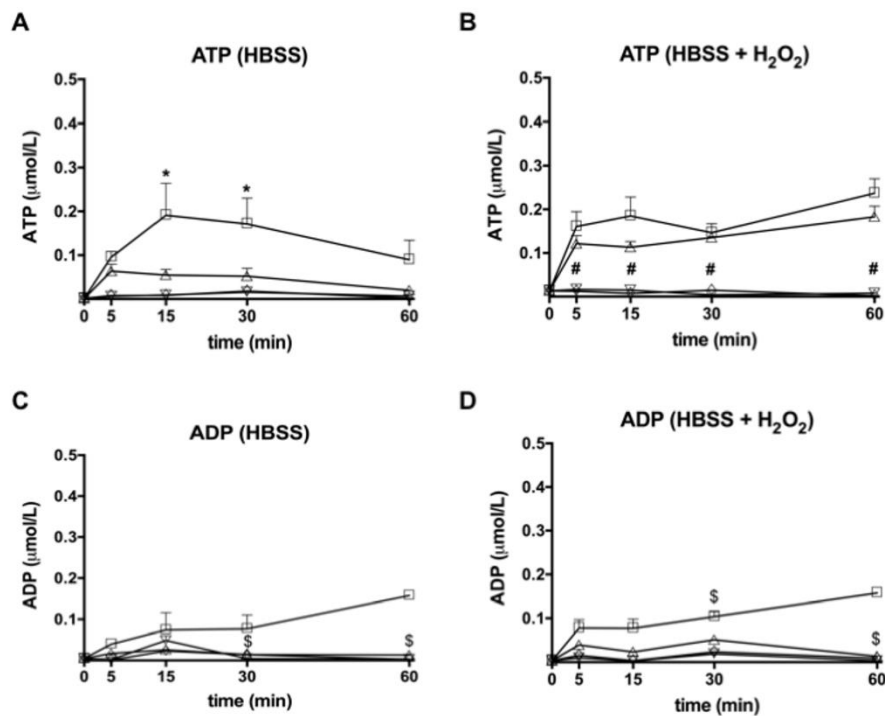 A
ATP (HBSS)
0.5
0.4
0.3
0.2
0.1
ATP (μmol/L)
* *
0 5 15 30 60
time (min)
B
ATP (HBSS + H₂O₂)
0.5
0.4
0.3
0.2
0.1
ATP (μmol/L)
# # # #
0 5 15 30 60
time (min)
C
ADP (HBSS)
0.5
0.4
0.3
0.2
0.1
ADP (μmol/L)
$ $
0 5 15 30 60
time (min)
D
ADP (HBSS + H₂O₂)
0.5
0.4
0.3
0.2
0.1
ADP (μmol/L)
$
$
0 5 15 30 60
time (min)